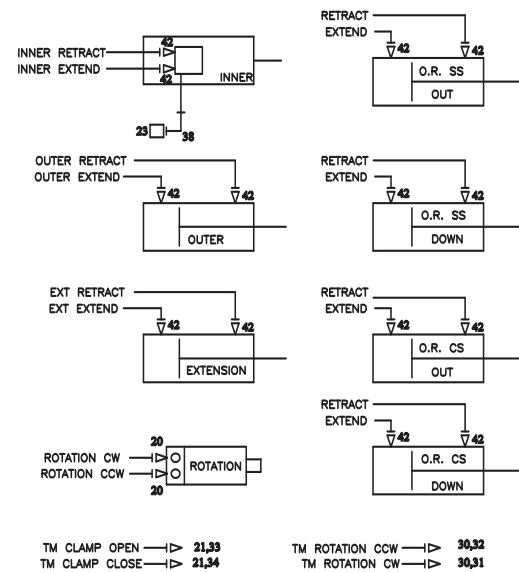 INNER RETRACT
INNER EXTEND
42
42
INNER
23
38
RETRACT
EXTEND
42
42
O.R. SS
OUT
OUTER RETRACT
OUTER EXTEND
42
42
OUTER
RETRACT
EXTEND
42
42
O.R. SS
DOWN
EXT RETRACT
EXT EXTEND
42
42
EXTENSION
RETRACT
EXTEND
42
42
O.R. CS
OUT
ROTATION CW
ROTATION CCW
20
20
ROTATION
RETRACT
EXTEND
42
42
O.R. CS
DOWN
TM CLAMP OPEN 21,33
TM CLAMP CLOSE 21,34
TM ROTATION CCW 30,32
TM ROTATION CW 30,31